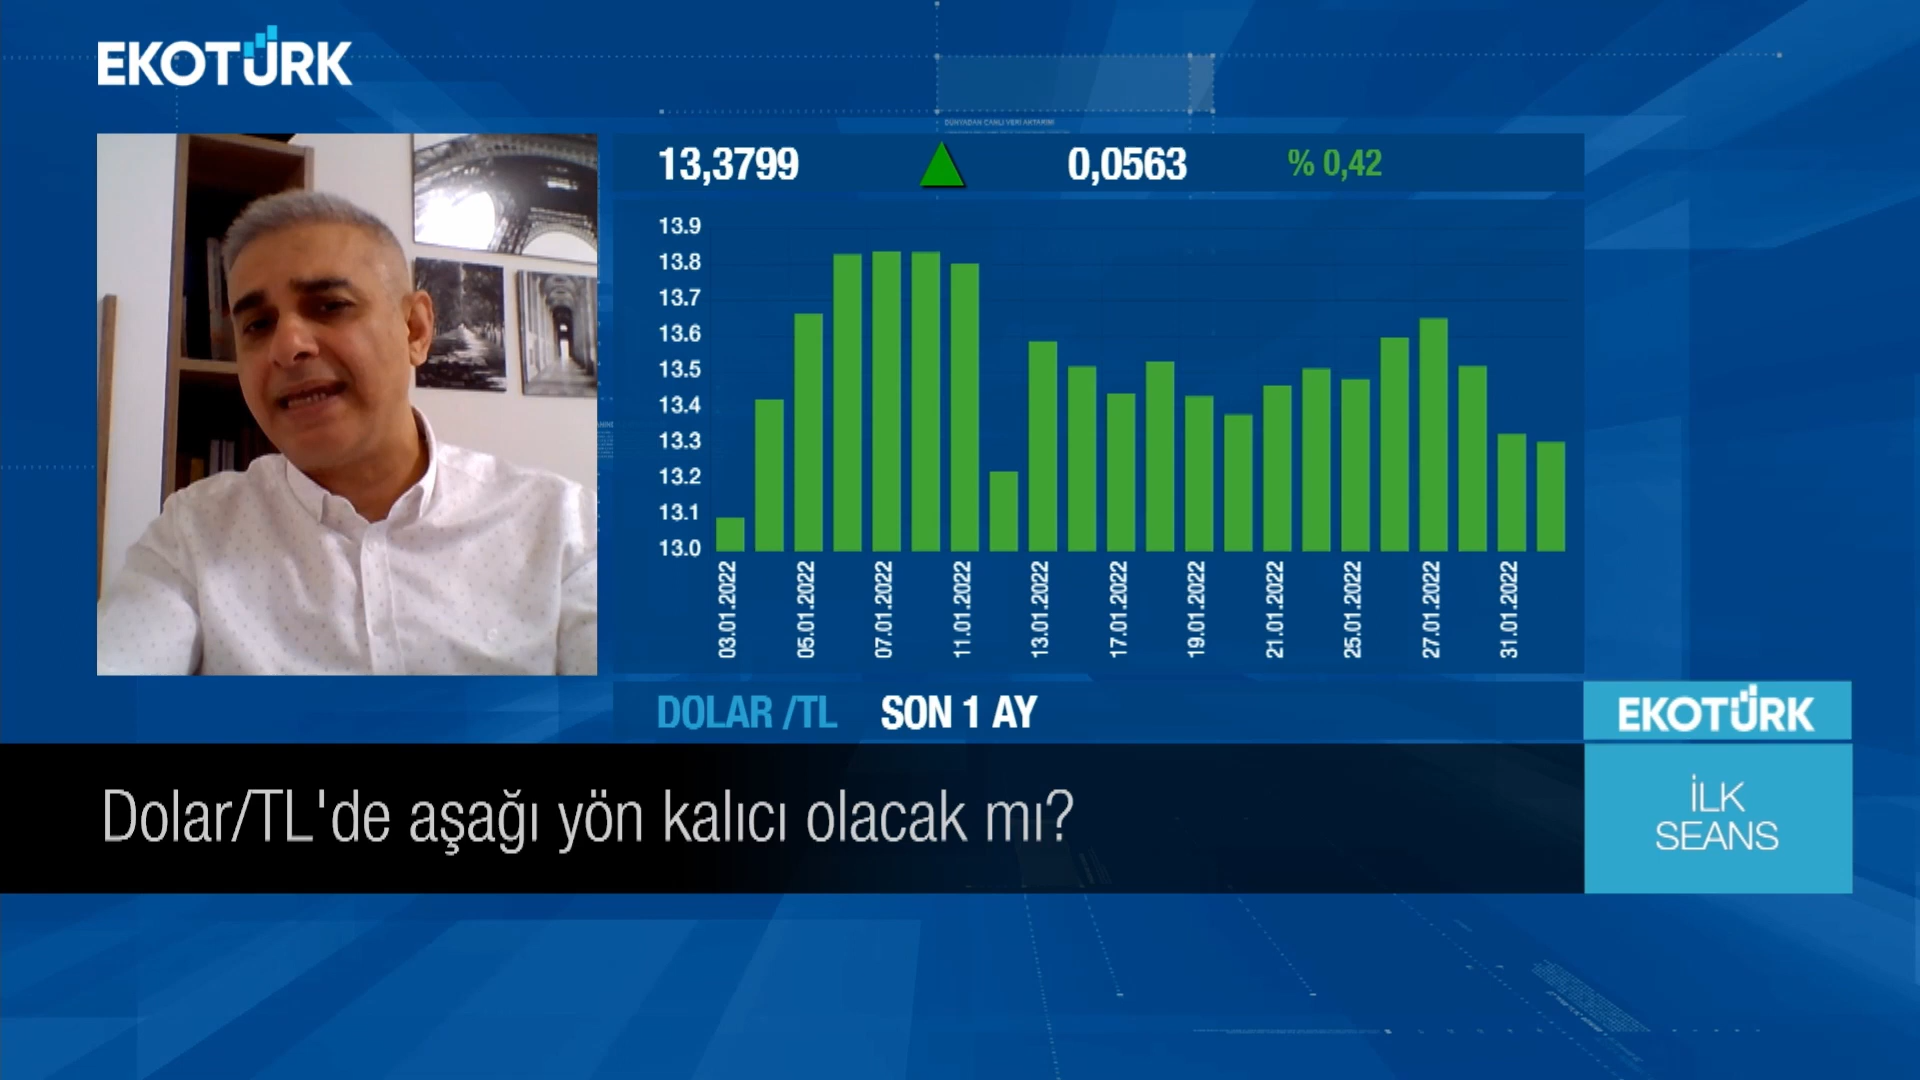 EKOTÜRK
DÜNYADAN CANLI VERİ AKTARIMI
13,3799 0,0563 % 0,42
13.9
13.8
13.7
13.6
13.5
13.4
13.3
13.2
13.1
13.0
03.01.2022 05.01.2022 07.01.2022 11.01.2022 13.01.2022 17.01.2022 19.01.2022 21.01.2022 25.01.2022 27.01.2022 31.01.2022
DOLAR /TL SON 1 AY
EKOTÜRK
Dolar/TL'de aşağı yön kalıcı olacak mı?
İLK
SEANS